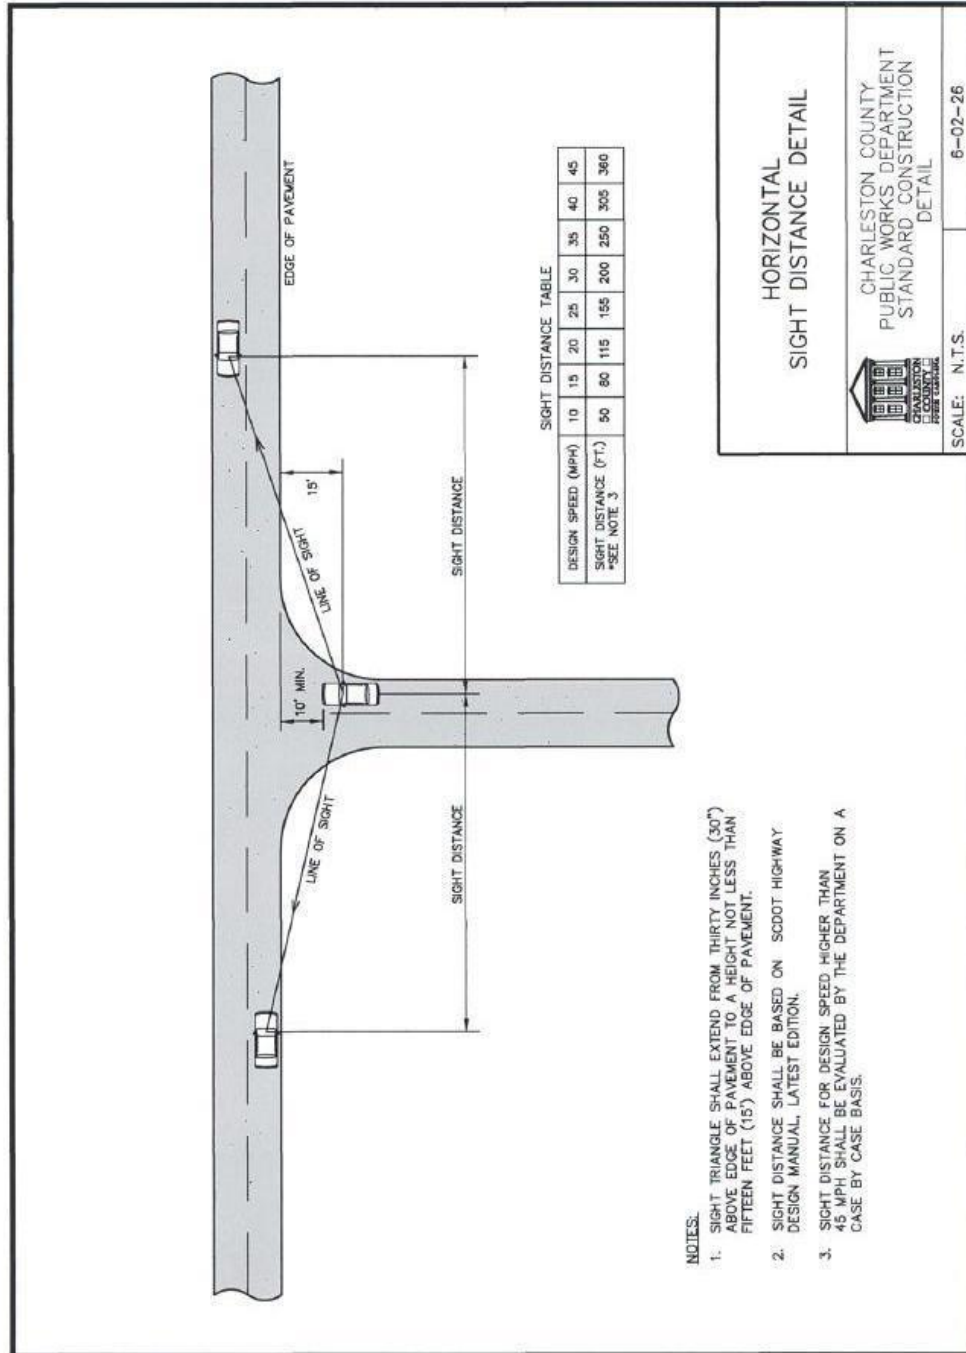 EDGE OF PAVEMENT
15'
LINE OF SIGHT
10' MIN.
LINE OF SIGHT
SIGHT DISTANCE
SIGHT DISTANCE
SIGHT DISTANCE TABLE
DESIGN SPEED (MPH) 10 15 20 25 30 35 40 45
SIGHT DISTANCE (FT.) 50 80 115 155 200 250 305 360
*SEE NOTE 3
NOTES:
1. SIGHT TRIANGLE SHALL EXTEND FROM THIRTY INCHES (30")
ABOVE EDGE OF PAVEMENT TO A HEIGHT NOT LESS THAN
FIFTEEN FEET (15') ABOVE EDGE OF PAVEMENT.
2. SIGHT DISTANCE SHALL BE BASED ON SCDOT HIGHWAY
DESIGN MANUAL, LATEST EDITION.
3. SIGHT DISTANCE FOR DESIGN SPEED HIGHER THAN
45 MPH SHALL BE EVALUATED BY THE DEPARTMENT ON A
CASE BY CASE BASIS.
HORIZONTAL
SIGHT DISTANCE DETAIL
CHARLESTON
COUNTY
SOUTH CAROLINA
CHARLESTON COUNTY
PUBLIC WORKS DEPARTMENT
STANDARD CONSTRUCTION
DETAIL
SCALE: N.T.S.
6-02-26